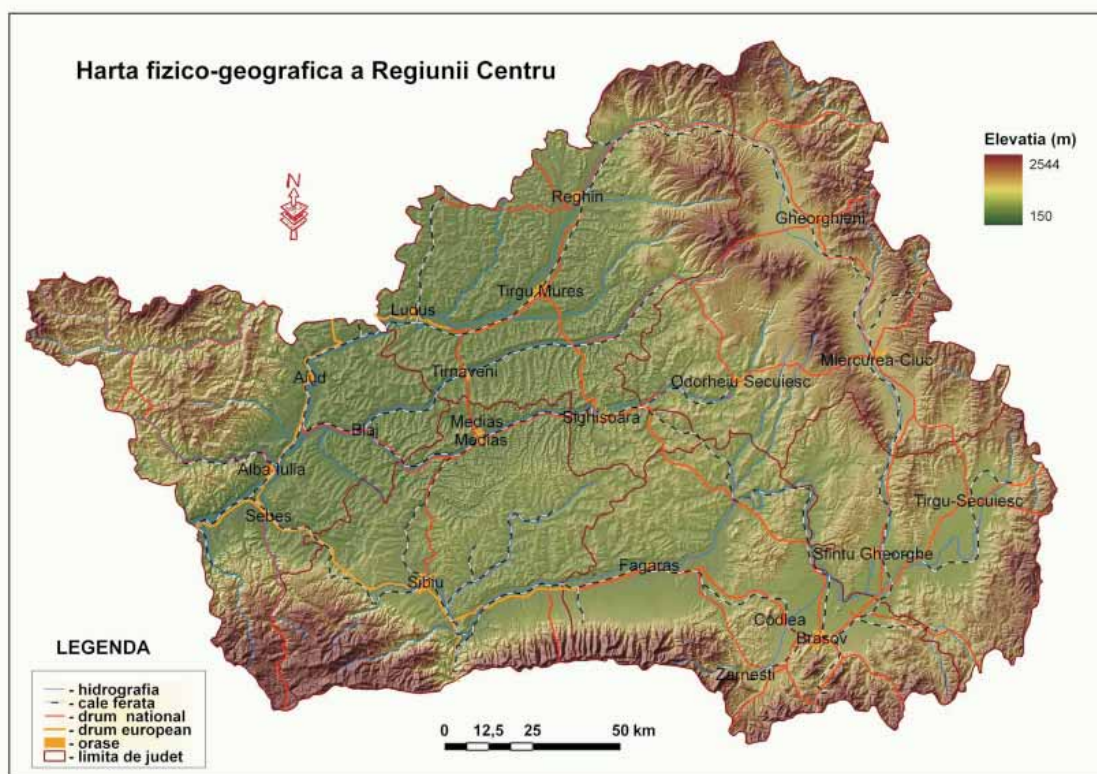 Harta fizico-geografica a Regiunii Centru
Elevatia (m)
2544
150
N
Reghin
Gheorghieni
Tirgu Mures
Ludus
Miercurea-Ciuc
Aiud
Tirnaveni
Odorheiu Secuiesc
Medias
Sighisoara
Blaj
Medias
Alba Iulia
Tirgu-Secuiesc
Sebes
Sfintu Gheorghe
Fagaras
Sibiu
Codlea
Brasov
Zarnesti
LEGENDA
- hidrografia
- cale ferata
- drum national
- drum european
- orase
- limita de judet
0 12,5 25 50 km